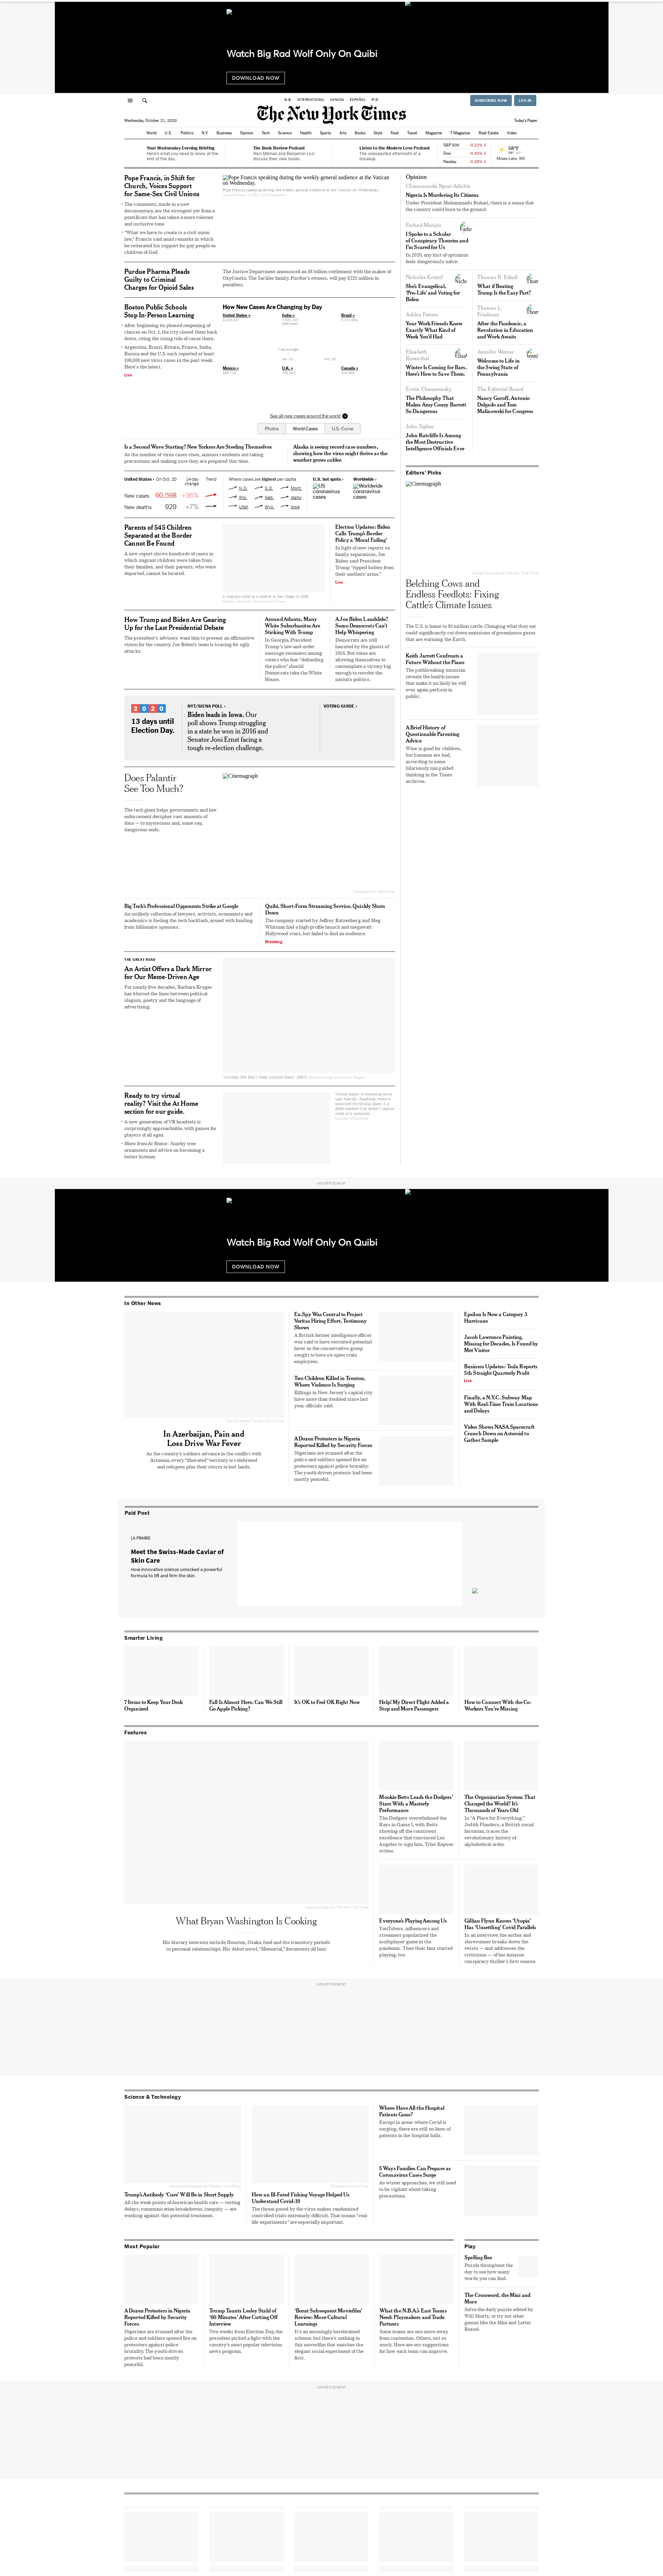 Watch Big Rad Wolf Only On Quibi
DOWNLOAD NOW
U.S. INTERNATIONAL CANADA ESPAÑOL 中文
SUBSCRIBE NOW LOG IN
The New York Times
Wednesday, October 21, 2020
Today's Paper
World U.S. Politics N.Y. Business Opinion Tech Science Health Sports Arts Books Style Food Travel Magazine T Magazine Real Estate Video
Your Wednesday Evening Briefing
Here's what you need to know at the
end of the day.
The Book Review Podcast
Alan Mikhail and Benjamin Lorr
discuss their new books.
Listen to the Modern Love Podcast
The unexpected aftermath of a
breakup.
S&P 500 -0.22% ↓
Dow -0.35% ↓
Nasdaq -0.28% ↓
58°F
Moses Lake, WA
Pope Francis, in Shift for
Church, Voices Support
for Same-Sex Civil Unions
• The comments, made in a new
documentary, are the strongest yet from a
pontificate that has taken a more tolerant
and inclusive tone.
• "What we have to create is a civil union
law," Francis said amid remarks in which
he reiterated his support for gay people as
children of God.
Pope Francis speaking during the weekly general audience at the Vatican
on Wednesday.
Pope Francis speaking during the weekly general audience at the Vatican on Wednesday.
Purdue Pharma Pleads
Guilty to Criminal
Charges for Opioid Sales
The Justice Department announced an $8 billion settlement with the maker of
OxyContin. The Sackler family, Purdue's owners, will pay $225 million in
penalties.
Boston Public Schools
Stop In-Person Learning
• After beginning its phased reopening of
classes on Oct. 1, the city shut them back
down, citing the rising tide of case there.
• Argentina, Brazil, Britain, France, India,
Russia and the U.S. each reported at least
100,000 new virus cases in the past week.
Here's the latest.
Live
How New Cases Are Changing by Day
United States »
India »
Brazil »
7-day average
Mexico »
U.K. »
Canada »
See all new cases around the world
Photos World Cases U.S. Curve
Is a Second Wave Starting? New Yorkers Are Steeling Themselves
As the number of virus cases rises, anxious residents are taking
precautions and making sure they are prepared this time.
Alaska is seeing record case numbers,
showing how the virus might thrive as the
weather grows colder.
United States › On Oct. 20 14-day change Trend
New cases 60,598 +36%
New deaths 929 +7%
Where cases are highest per capita
N.D. S.D. Mont.
Wis. Neb. Idaho
Utah Wyo. Iowa
U.S. hot spots ›
US
coronavirus
cases
Worldwide ›
Worldwide
coronavirus
cases
Parents of 545 Children
Separated at the Border
Cannot Be Found
A new report shows hundreds of cases in
which migrant children were taken from
their families, and their parents, who were
deported, cannot be located.
A migrant child at a shelter in San Diego in 2018.
Election Updates: Biden
Calls Trump's Border
Policy a 'Moral Failing'
In light of new reports on
family separations, Joe
Biden said President
Trump "ripped babies from
their mothers' arms."
Live
How Trump and Biden Are Gearing
Up for the Last Presidential Debate
The president's advisers want him to present an affirmative
vision for the country. Joe Biden's team is bracing for ugly
attacks.
Around Atlanta, Many
White Suburbanites Are
Sticking With Trump
In Georgia, President
Trump's law-and-order
message resonates among
voters who fear "defunding
the police" should
Democrats take the White
House.
A Joe Biden Landslide?
Some Democrats Can't
Help Whispering
Democrats are still
haunted by the ghosts of
2016. But some are
allowing themselves to
contemplate a victory big
enough to reorder the
nation's politics.
2020
13 days until
Election Day.
NYT/SIENA POLL ›
Biden leads in Iowa. Our
poll shows Trump struggling
in a state he won in 2016 and
Senator Joni Ernst facing a
tough re-election challenge.
VOTING GUIDE ›
Does Palantir
See Too Much?
The tech giant helps governments and law
enforcement decipher vast amounts of
data — to mysterious and, some say,
dangerous ends.
Cinemagraph
Big Tech's Professional Opponents Strike at Google
An unlikely collection of lawyers, activists, economists and
academics is fueling the tech backlash, armed with funding
from billionaire sponsors.
Quibi, Short-Form Streaming Service, Quickly Shuts
Down
The company started by Jeffrey Katzenberg and Meg
Whitman had a high-profile launch and megawatt
Hollywood stars, but failed to find an audience.
Breaking
THE GREAT READ
An Artist Offers a Dark Mirror
for Our Meme-Driven Age
For nearly five decades, Barbara Kruger
has blurred the lines between political
slogans, poetry and the language of
advertising.
"Untitled (We Don't Need Another Hero)" (1987).
Ready to try virtual
reality? Visit the At Home
section for our guide.
• A new generation of VR headsets is
surprisingly approachable, with games for
players of all ages.
• More from At Home: Snarky tree
ornaments and advice on becoming a
better listener.
Opinion
Chimamanda Ngozi Adichie
Nigeria Is Murdering Its Citizens
Under President Muhammadu Buhari, there is a sense that
the country could burn to the ground.
Farhad Manjoo
I Spoke to a Scholar
of Conspiracy Theories and
I'm Scared for Us
In 2020, any hint of optimism
feels dangerously naïve.
Nicholas Kristof
She's Evangelical,
'Pro-Life' and Voting for
Biden
Thomas B. Edsall
What if Beating
Trump Is the Easy Part?
Ashley Fetters
Your Work Friends Knew
Exactly What Kind of
Week You'd Had
Thomas L.
Friedman
After the Pandemic, a
Revolution in Education
and Work Awaits
Elisabeth
Rosenthal
Winter Is Coming for Bars.
Here's How to Save Them.
Jennifer Weiner
Welcome to Life in
the Swing State of
Pennsylvania
Erwin Chemerinsky
The Philosophy That
Makes Amy Coney Barrett
So Dangerous
The Editorial Board
Nancy Goroff, Antonio
Delgado and Tom
Malinowski for Congress
John Sipher
John Ratcliffe Is Among
the Most Destructive
Intelligence Officials Ever
Editors' Picks
Cinemagraph
Belching Cows and
Endless Feedlots: Fixing
Cattle's Climate Issues
The U.S. is home to 95 million cattle. Changing what they eat
could significantly cut down emissions of greenhouse gases
that are warming the Earth.
Keith Jarrett Confronts a
Future Without the Piano
The pathbreaking musician
reveals the health issues
that make it unlikely he will
ever again perform in
public.
A Brief History of
Questionable Parenting
Advice
Wine is good for children,
but bananas are bad,
according to some
hilariously misguided
thinking in the Times
archives.
ADVERTISEMENT
Watch Big Rad Wolf Only On Quibi
DOWNLOAD NOW
In Other News
In Azerbaijan, Pain and
Loss Drive War Fever
As the country's soldiers advance in the conflict with
Armenia, every "liberated" territory is celebrated
and refugees plan their return to lost lands.
Ex-Spy Was Central to Project
Veritas Hiring Effort, Testimony
Shows
A British former intelligence officer
was said to have recruited potential
hires as the conservative group
sought to have ex-spies train
employees.
Two Children Killed in Trenton,
Where Violence Is Surging
Killings in New Jersey's capital city
have more than doubled since last
year, officials said.
A Dozen Protesters in Nigeria
Reported Killed by Security Forces
Nigerians are stunned after the
police and soldiers opened fire on
protestors against police brutality.
The youth-driven protests had been
mostly peaceful.
Epsilon Is Now a Category 3
Hurricane
Jacob Lawrence Painting,
Missing for Decades, Is Found by
Met Visitor
Business Updates: Tesla Reports
5th Straight Quarterly Profit
Live
Finally, a N.Y.C. Subway Map
With Real-Time Train Locations
and Delays
Video Shows NASA Spacecraft
Crunch Down on Asteroid to
Gather Sample
Paid Post
LA PRAIRIE
Meet the Swiss-Made Caviar of
Skin Care
How innovative science unlocked a powerful
formula to lift and firm the skin.
Smarter Living
7 Items to Keep Your Desk
Organized
Fall Is Almost Here. Can We Still
Go Apple Picking?
It's OK to Feel OK Right Now
Help! My Direct Flight Added a
Stop and More Passengers
How to Connect With the Co-
Workers You're Missing
Features
What Bryan Washington Is Cooking
His literary interests include Houston, Osaka, food and the transitory periods
in personal relationships. His debut novel, "Memorial," documents all four.
Mookie Betts Leads the Dodgers'
Stars With a Masterly
Performance
The Dodgers overwhelmed the
Rays in Game 1, with Betts
showing off the consistent
excellence that convinced Los
Angeles to sign him, Tyler Kepner
writes.
The Organization System That
Changed the World? It's
Thousands of Years Old
In "A Place for Everything,"
Judith Flanders, a British social
historian, traces the
revolutionary history of
alphabetical order.
Everyone's Playing Among Us
YouTubers, influencers and
streamers popularized the
multiplayer game in the
pandemic. Then their fans started
playing, too.
Gillian Flynn Knows 'Utopia'
Has 'Unsettling' Covid Parallels
In an interview, the author and
showrunner breaks down the
twists — and addresses the
criticisms — of her Amazon
conspiracy thriller's first season.
ADVERTISEMENT
Science & Technology
Trump's Antibody 'Cure' Will Be in Short Supply
All the weak points of American health care — testing
delays, communication breakdowns, inequity — are
working against this potential treatment.
How an Ill-Fated Fishing Voyage Helped Us
Understand Covid-19
The threat posed by the virus makes randomized
controlled trials extremely difficult. That means "real-
life experiments" are especially important.
Where Have All the Hospital
Patients Gone?
Except in areas where Covid is
surging, there are still no lines of
patients in the hospital halls.
5 Ways Families Can Prepare as
Coronavirus Cases Surge
As winter approaches, we still need
to be vigilant about taking
precautions.
Most Popular
A Dozen Protesters in Nigeria
Reported Killed by Security
Forces
Nigerians are stunned after the
police and soldiers opened fire on
protestors against police
brutality. The youth-driven
protests had been mostly
peaceful.
Trump Taunts Lesley Stahl of
'60 Minutes' After Cutting Off
Interview
Two weeks from Election Day, the
president picked a fight with the
country's most popular television
news program.
'Borat Subsequent Moviefilm'
Review: More Cultural
Learnings
It's an amusingly harebrained
scheme, but there's nothing in
this moviefilm that matches the
elegant social experiment of the
first.
What the N.B.A.'s East Teams
Need: Playmakers and Trade
Partners
Some teams are one move away
from contention. Others, not so
much. Here are our suggestions
for how each team can improve.
Play
Spelling Bee
Puzzle throughout the
day to see how many
words you can find.
The Crossword, the Mini and
More
Solve the daily puzzle edited by
Will Shortz, or try out other
games like the Mini and Letter
Boxed.
ADVERTISEMENT